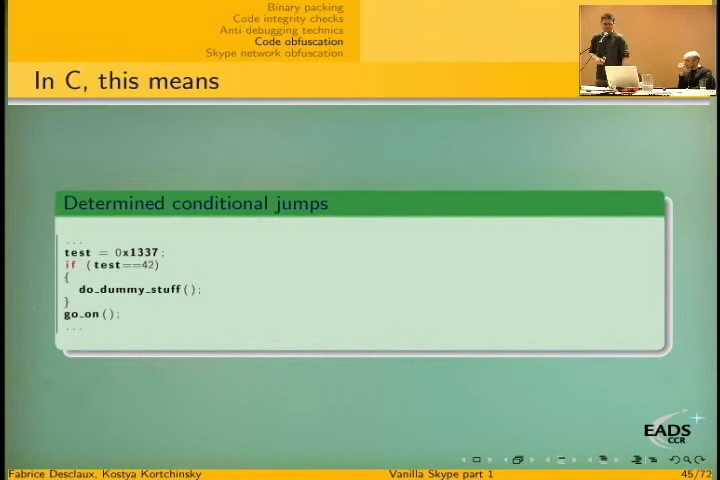 Binary packing
Code integrity checks
Anti debugging technics
Code obfuscation
Skype network obfuscation
In C, this means
Determined conditional jumps
...
test = 0x1337;
if (test==42)
{
do_dummy_stuff();
}
go_on();
...
EADS
CCR
Fabrice Desclaux, Kostya Kortchinsky
Vanilla Skype part 1
45/72